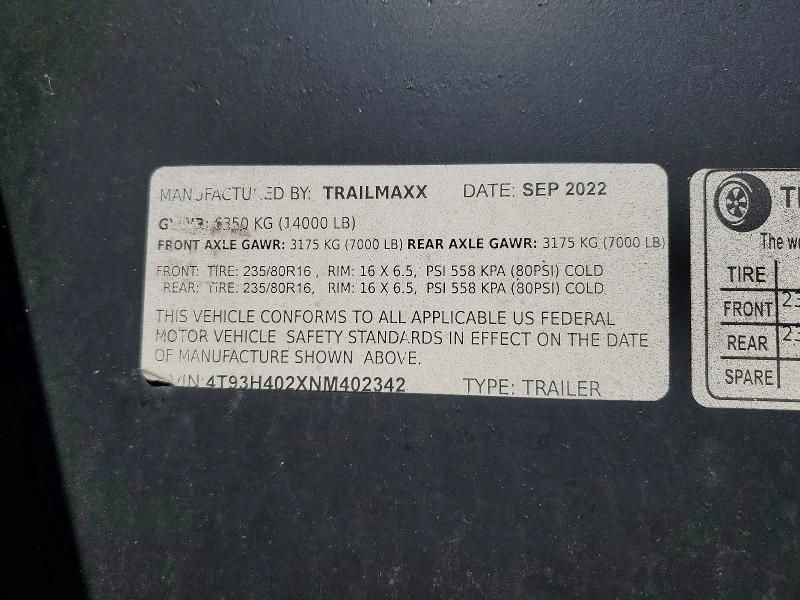 MANUFACTURED BY: TRAILMAXX DATE: SEP 2022
GVWR: 6350 KG (14000 LB)
FRONT AXLE GAWR: 3175 KG (7000 LB) REAR AXLE GAWR: 3175 KG (7000 LB)
FRONT: TIRE: 235/80R16 , RIM: 16 X 6.5, PSI 558 KPA (80PSI) COLD
REAR: TIRE: 235/80R16, RIM: 16 X 6.5, PSI 558 KPA (80PSI) COLD
THIS VEHICLE CONFORMS TO ALL APPLICABLE US FEDERAL
MOTOR VEHICLE SAFETY STANDARDS IN EFFECT ON THE DATE
OF MANUFACTURE SHOWN ABOVE.
VIN:4T93H402XNM402342 TYPE: TRAILER
The
TIRE
FRONT
REAR
SPARE